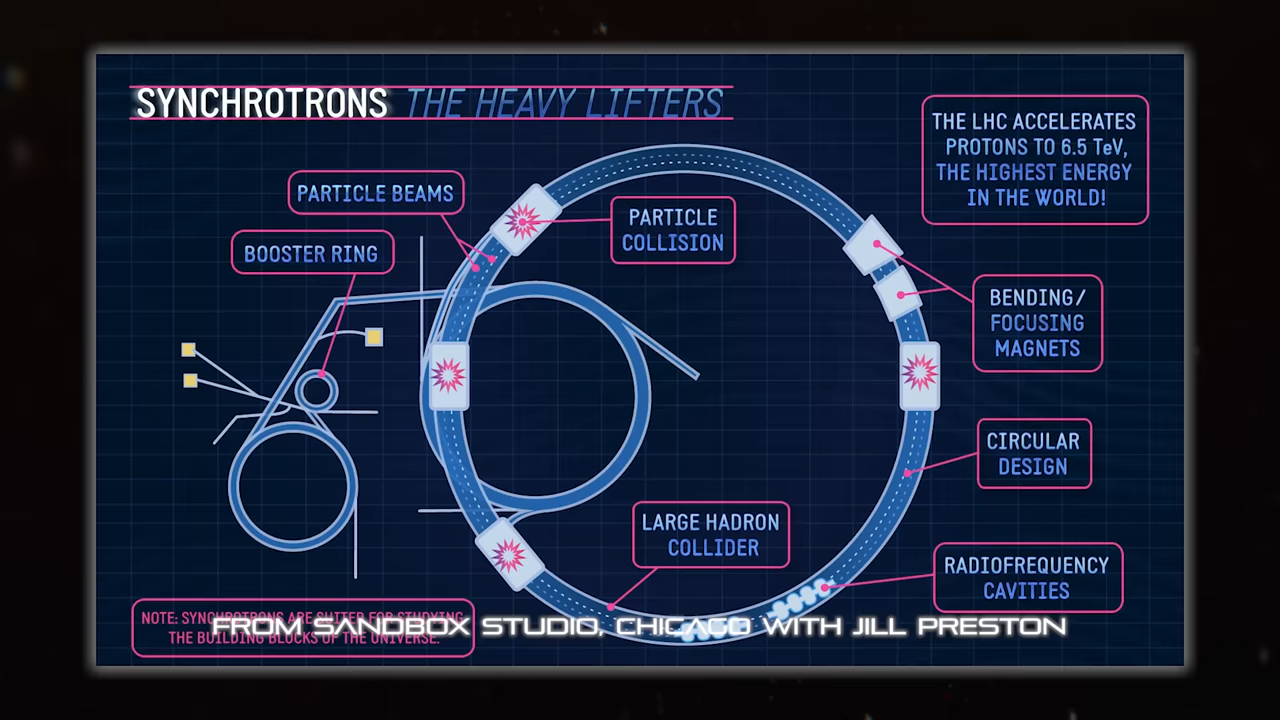 SYNCHROTRONS THE HEAVY LIFTERS
THE LHC ACCELERATES
PROTONS TO 6.5 TeV,
THE HIGHEST ENERGY
IN THE WORLD!
PARTICLE BEAMS
PARTICLE
COLLISION
BOOSTER RING
BENDING/
FOCUSING
MAGNETS
CIRCULAR
DESIGN
LARGE HADRON
COLLIDER
RADIOFREQUENCY
CAVITIES
NOTE: SYNCHROTRONS ARE SUITED FOR STUDYING
THE BUILDING BLOCKS OF THE UNIVERSE.
FROM SANDBOX STUDIO, CHICAGO WITH JILL PRESTON